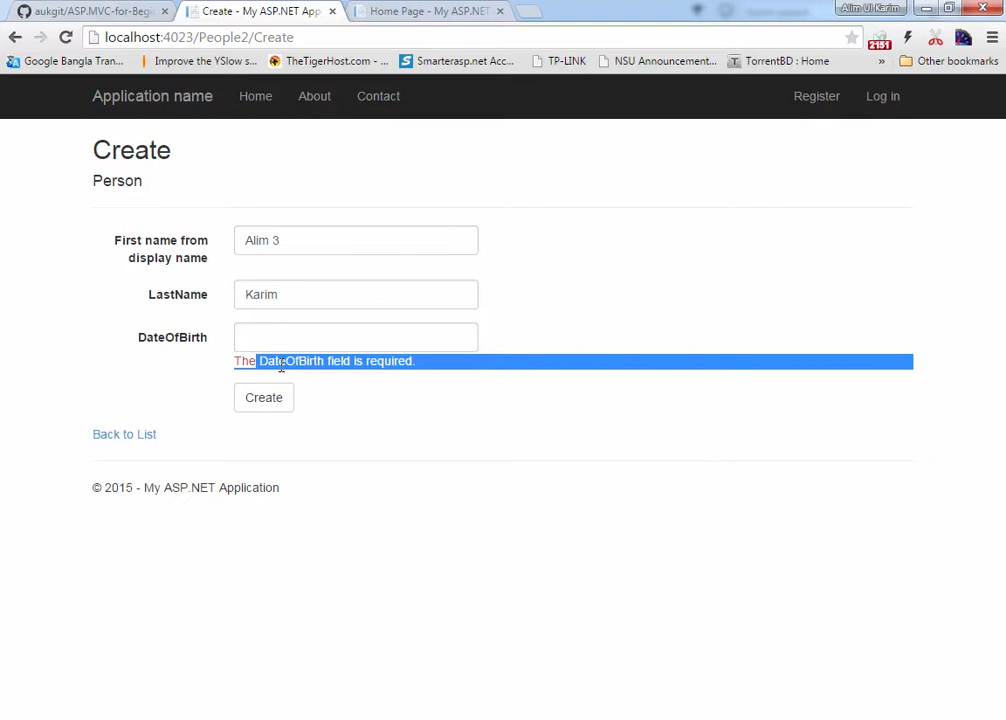 aukgit/ASP.MVC-for-Begi
Create - My ASP.NET App
Home Page - My ASP.NET
Alim Ul Karim
localhost:4023/People2/Create
2151
Google Bangla Tran...
Improve the YSlow s...
TheTigerHost.com - ...
Smarterasp.net Acc...
TP-LINK
NSU Announcement...
TorrentBD : Home
»
Other bookmarks
Application name
Home
About
Contact
Register
Log in
Create
Person
First name from
display name
Alim 3
LastName
Karim
DateOfBirth
The DateOfBirth field is required.
Create
Back to List
© 2015 - My ASP.NET Application